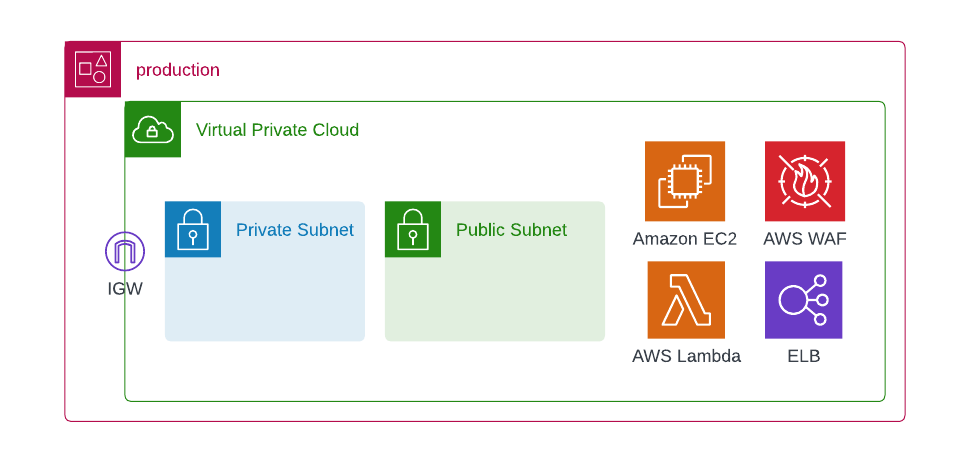 production
Virtual Private Cloud
Private Subnet
Public Subnet
IGW
Amazon EC2
AWS WAF
AWS Lambda
ELB